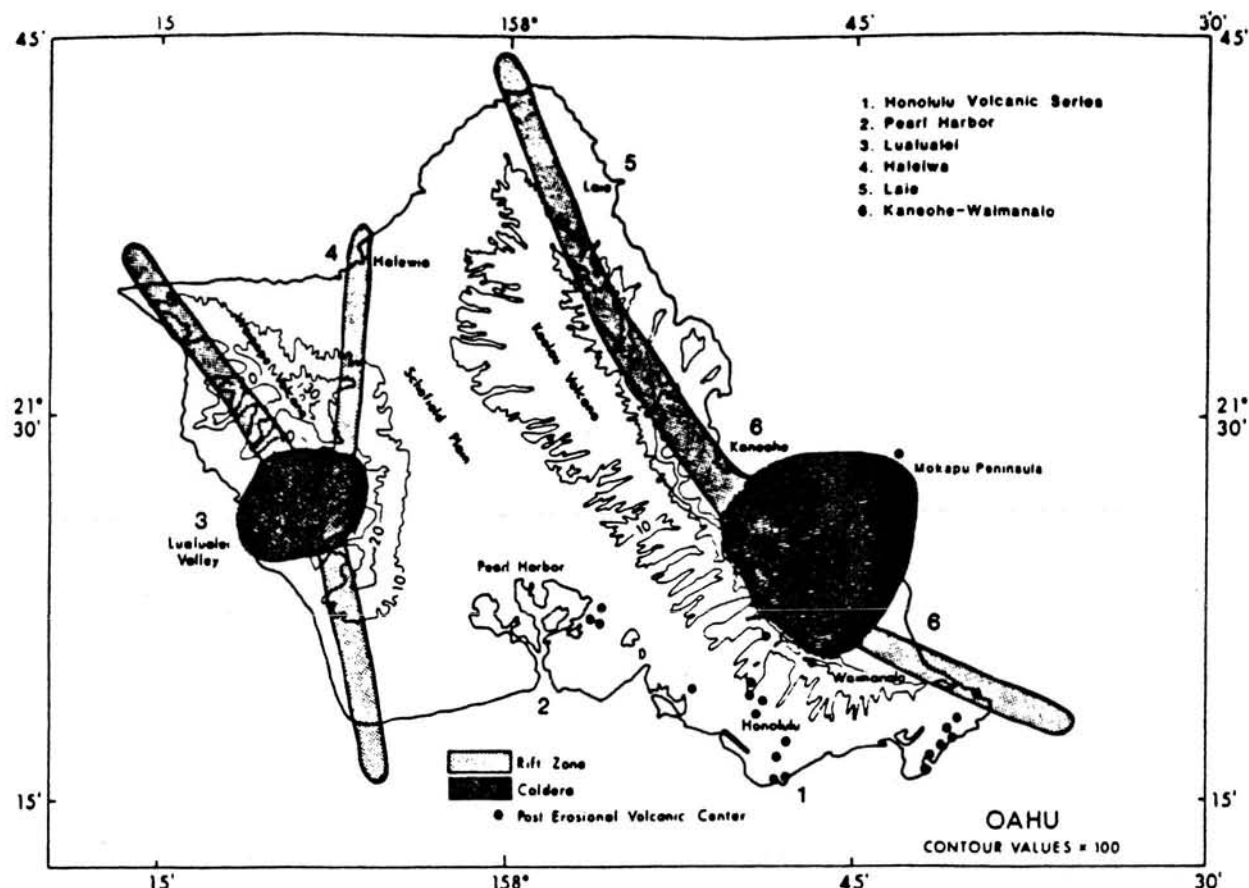 15
158°
45'
30'
45'
45'
1. Honolulu Volcanic Series
2. Pearl Harbor
3. Lualualei
4. Haleiwa
5. Laie
6. Kaneohe-Waimanalo
5
Laie
4
Halewia
Koolau Volcano
Schofield Plain
30
21°
30'
21°
30'
6
Kaneohe
Mokapu Peninsula
3
Lualualei
Valley
20
10
10
Pearl Harbor
6
Waimanalo
2
Honolulu
1
Rift Zone
Caldera
Post Erosional Volcanic Center
15'
15'
OAHU
CONTOUR VALUES × 100
15'
158°
45'
30'